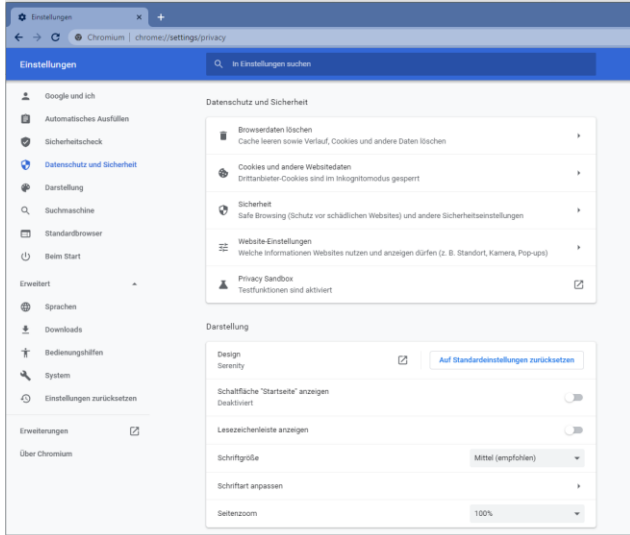 Einstellungen
Chromium | chrome://settings/privacy
Einstellungen
In Einstellungen suchen
Google und ich
Automatisches Ausfüllen
Sicherheitscheck
Datenschutz und Sicherheit
Darstellung
Suchmaschine
Standardbrowser
Beim Start
Erweitert
Sprachen
Downloads
Bedienungshilfen
System
Einstellungen zurücksetzen
Erweiterungen
Über Chromium
Datenschutz und Sicherheit
Browserdaten löschen
Cache leeren sowie Verlauf, Cookies und andere Daten löschen
Cookies und andere Websitedaten
Drittanbieter-Cookies sind im Inkognitomodus gesperrt
Sicherheit
Safe Browsing (Schutz vor schädlichen Websites) und andere Sicherheitseinstellungen
Website-Einstellungen
Welche Informationen Websites nutzen und anzeigen dürfen (z. B. Standort, Kamera, Pop-ups)
Privacy Sandbox
Testfunktionen sind aktiviert
Darstellung
Design
Serenity
Auf Standardeinstellungen zurücksetzen
Schaltfläche "Startseite" anzeigen
Deaktiviert
Lesezeichenleiste anzeigen
Schriftgröße
Mittel (empfohlen)
Schriftart anpassen
Seitenzoom
100%